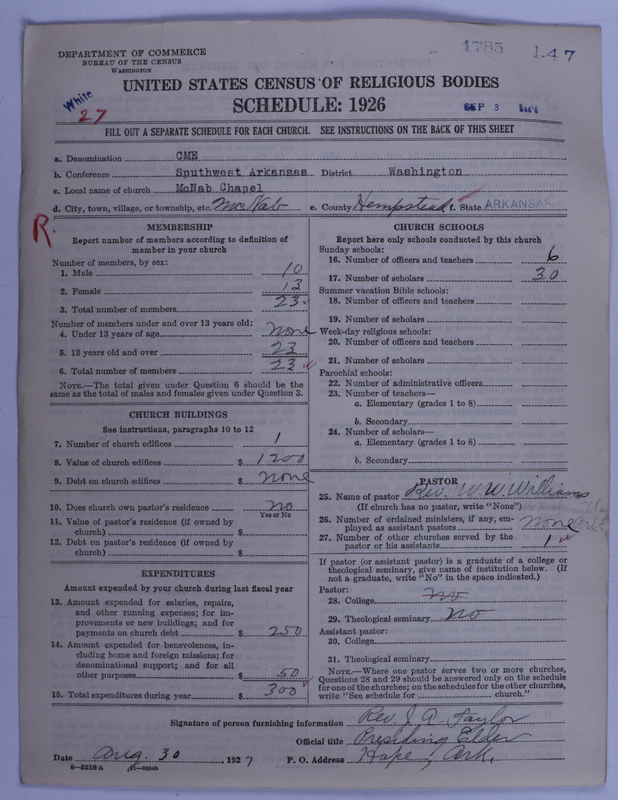 1785 1-47
DEPARTMENT OF COMMERCE
BUREAU OF THE CENSUS
WASHINGTON
UNITED STATES CENSUS OF RELIGIOUS BODIES
SCHEDULE: 1926
White
27
SEP 3
FILL OUT A SEPARATE SCHEDULE FOR EACH CHURCH. SEE INSTRUCTIONS ON THE BACK OF THIS SHEET
a. Denomination CME
b. Conference Sputhwest Arkansas District Washington
c. Local name of church McNab Chapel
d. City, town, village, or township, etc. McNab e. County Hempstead f. State ARKANSAS
R
MEMBERSHIP
Report number of members according to definition of
member in your church
Number of members, by sex:
1. Male 10
2. Female 13
3. Total number of members 23
Number of members under and over 13 years old:
4. Under 13 years of age None
5. 13 years old and over 23
6. Total number of members 23
NOTE.—The total given under Question 6 should be
same as the total of males and females given under Question 3.
CHURCH BUILDINGS
See instructions, paragraphs 10 to 12
7. Number of church edifices 1
8. Value of church edifices $ 1200
9. Debt on church edifices $ None
10. Does church own pastor's residence? no
Yes or No
11. Value of pastor's residence (if owned by
church) $
12. Debt on pastor's residence (if owned by
church) $
EXPENDITURES
Amount expended by your church during last fiscal year
13. Amount expended for salaries, repairs,
and other running expenses; for im-
provements or new buildings; and for
payments on church debt $ 250
14. Amount expended for benevolences, in-
cluding home and foreign missions; for
denominational support; and for all
other purposes $ 50
15. Total expenditures during year $ 300
CHURCH SCHOOLS
Report here only schools conducted by this church
Sunday schools:
16. Number of officers and teachers 6
17. Number of scholars 30
Summer vacation Bible schools:
18. Number of officers and teachers
19. Number of scholars
Week-day religious schools:
20. Number of officers and teachers
21. Number of scholars
Parochial schools:
22. Number of administrative officers
23. Number of teachers—
a. Elementary (grades 1 to 8)
b. Secondary
24. Number of scholars—
a. Elementary (grades 1 to 8)
b. Secondary
PASTOR
25. Name of pastor Rev. W. W. Williams
(If church has no pastor, write "None")
26. Number of ordained ministers, if any, em-
ployed as assistant pastors None
27. Number of other churches served by the
pastor or his assistants 1
If pastor (or assistant pastor) is a graduate of a college or
theological seminary, give name of institution below. (If
not a graduate, write "No" in the space indicated.)
Pastor:
28. College no
29. Theological seminary no
Assistant pastor:
30. College
31. Theological seminary
NOTE.—Where one pastor serves two or more churches,
Questions 28 and 29 should be answered only on the schedule
for one of the churches; on the schedules for the other churches,
write "See schedule for church."
Signature of person furnishing information Rev. J. A. Taylor
Official title Presiding Elder
Date Aug. 30, 1927 P. O. Address Hope, Ark.